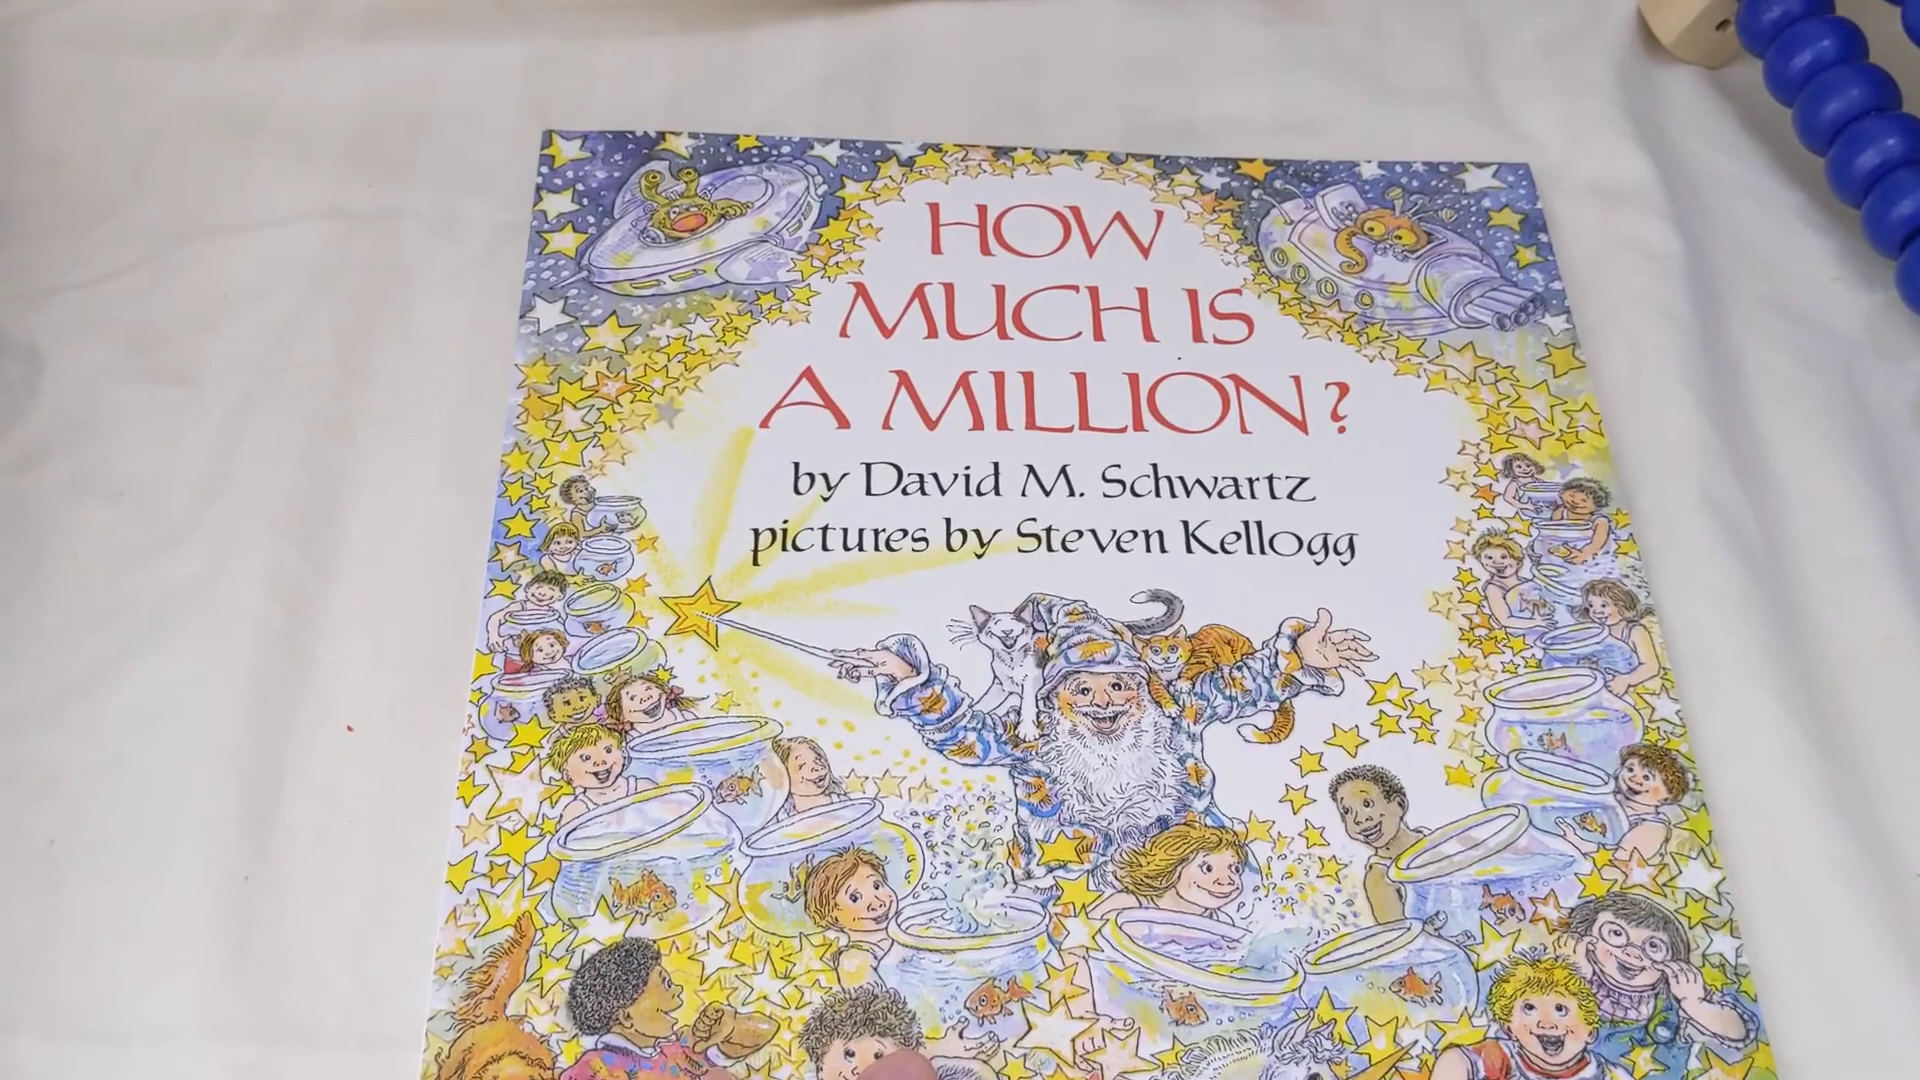 HOW
MUCH IS
A MILLION?
by David M. Schwartz
pictures by Steven Kellogg